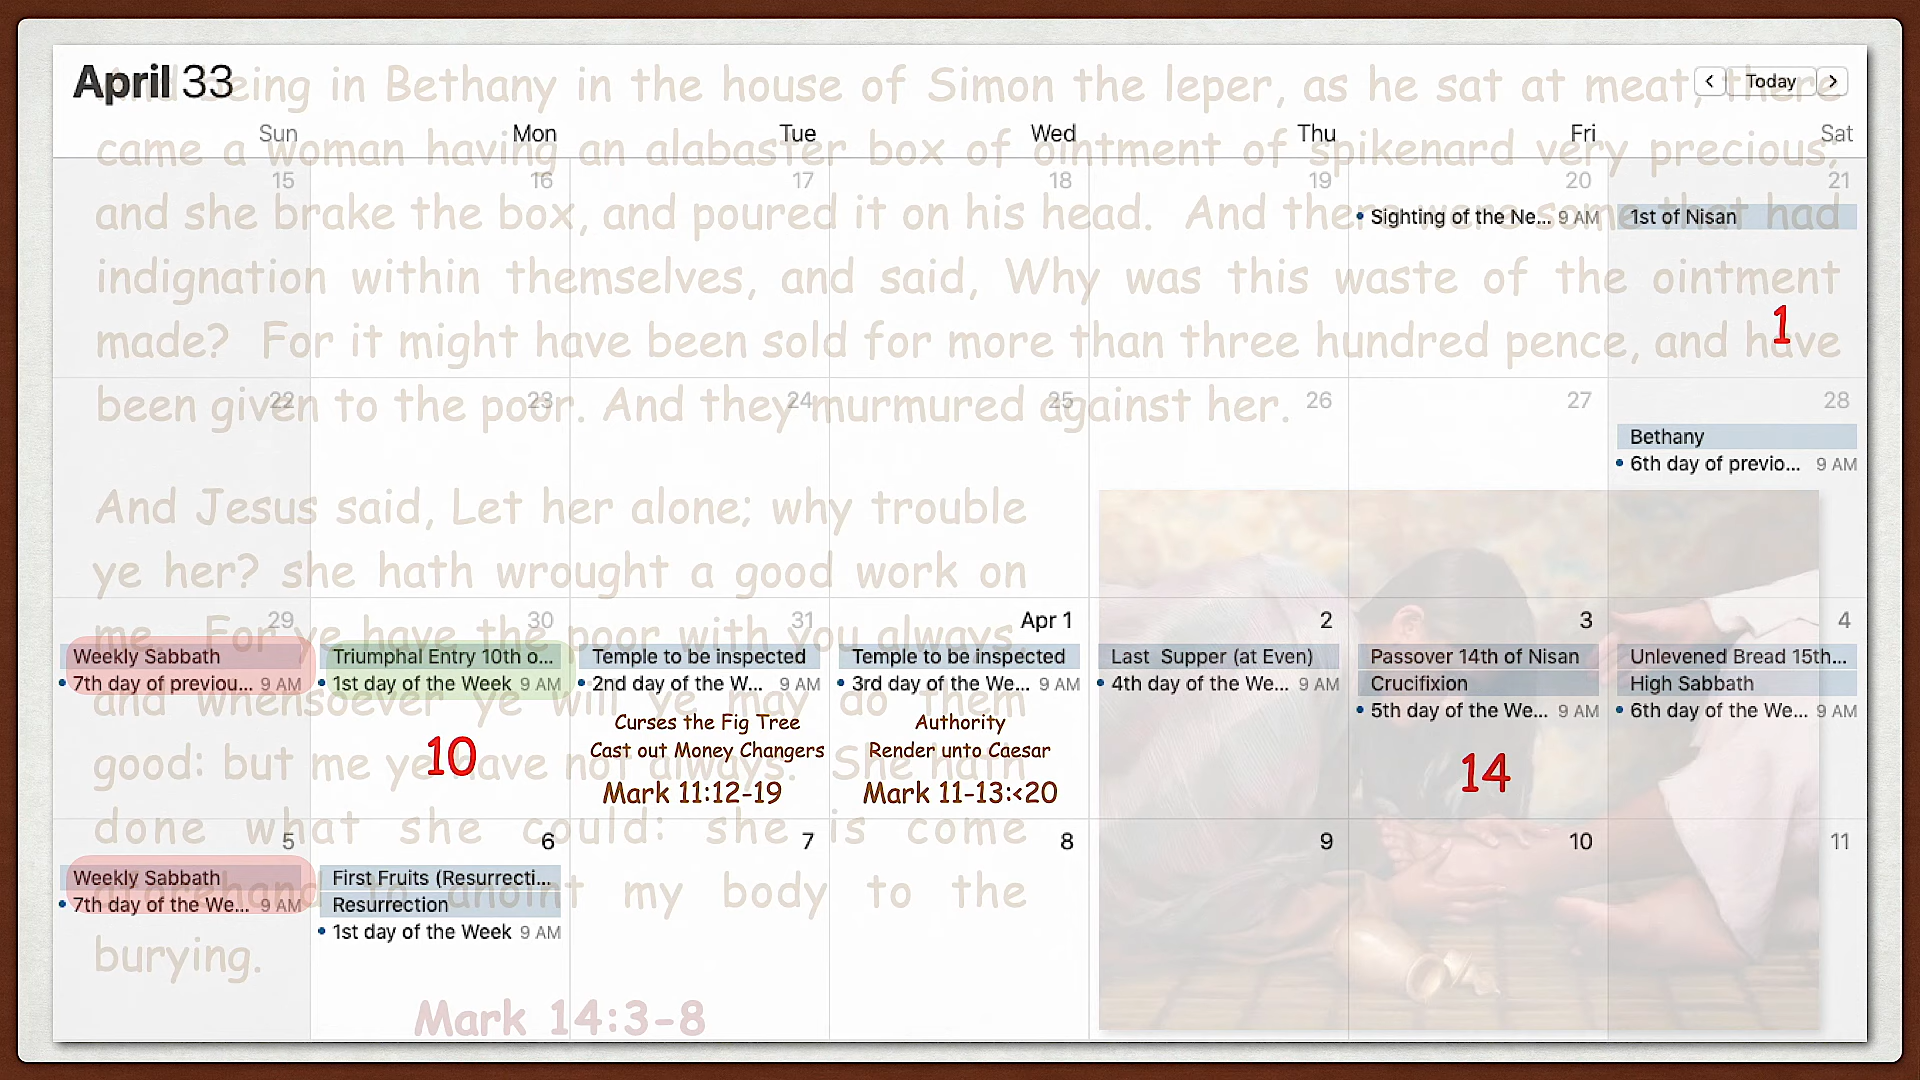 April 33
< Today >
Sun Mon Tue Wed Thu Fri Sat
15 16 17 18 19 20 21
Sighting of the Ne... 9 AM
1st of Nisan
1
22 23 24 25 26 27 28
Bethany
6th day of previo... 9 AM
29 30 31 Apr 1 2 3 4
Weekly Sabbath
7th day of previou... 9 AM
Triumphal Entry 10th o...
1st day of the Week 9 AM
10
Temple to be inspected
2nd day of the W... 9 AM
Curses the Fig Tree
Cast out Money Changers
Mark 11:12-19
Temple to be inspected
3rd day of the We... 9 AM
Authority
Render unto Caesar
Mark 11-13:<20
Last Supper (at Even)
4th day of the We... 9 AM
Passover 14th of Nisan
Crucifixion
5th day of the We... 9 AM
14
Unlevened Bread 15th...
High Sabbath
6th day of the We... 9 AM
5 6 7 8 9 10 11
Weekly Sabbath
7th day of the We... 9 AM
First Fruits (Resurrecti...
Resurrection
1st day of the Week 9 AM
being in Bethany in the house of Simon the leper, as he sat at meat, there
came a woman having an alabaster box of ointment of spikenard very precious;
and she brake the box, and poured it on his head. And there were some that had
indignation within themselves, and said, Why was this waste of the ointment
made? For it might have been sold for more than three hundred pence, and have
been given to the poor. And they murmured against her.
And Jesus said, Let her alone; why trouble
ye her? she hath wrought a good work on
me. For ye have the poor with you always,
and whensoever ye will ye may do them
good: but me ye have not always. She hath
done what she could: she is come
aforehand to anoint my body to the
burying.
Mark 14:3-8